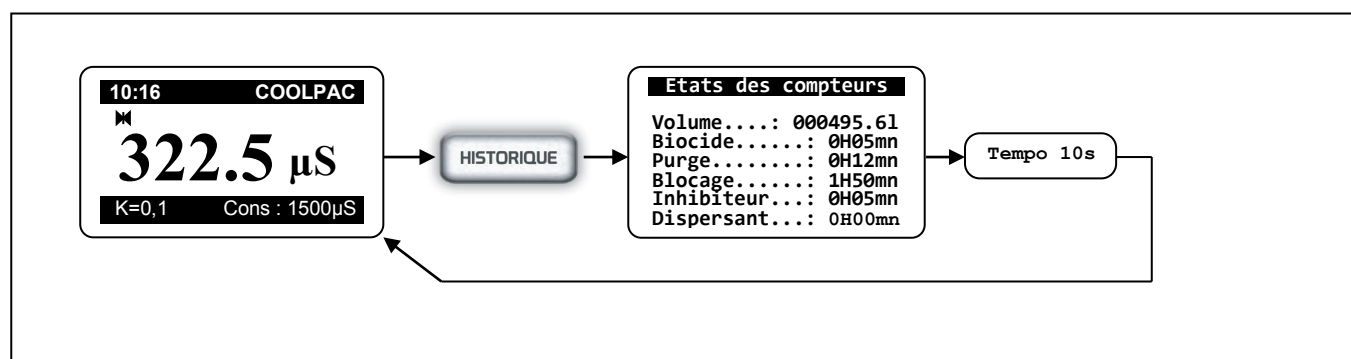 10:16 COOLPAC
322.5 µS
K=0,1 Cons : 1500µS
HISTORIQUE
Etats des compteurs
Volume....: 000495.6l
Biocide......: 0H05mn
Purge........: 0H12mn
Blocage......: 1H50mn
Inhibiteur...: 0H05mn
Dispersant...: 0H00mn
Tempo 10s